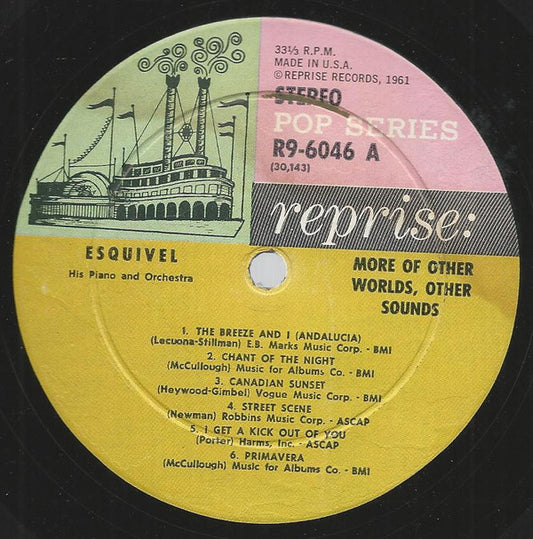 33⅓ R.P.M.
MADE IN U.S.A.
©REPRISE RECORDS, 1961
STEREO
POP SERIES
R9-6046 A
(30,143)
reprise:
ESQUIVEL
His Piano and Orchestra
MORE OF OTHER
WORLDS, OTHER
SOUNDS
1. THE BREEZE AND I (ANDALUCIA)
(Lecuona-Stillman) E.B. Marks Music Corp. - BMI
2. CHANT OF THE NIGHT
(McCullough) Music for Albums Co. - BMI
3. CANADIAN SUNSET
(Heywood-Gimbel) Vogue Music Corp. - BMI
4. STREET SCENE
(Newman) Robbins Music Corp. - ASCAP
5. I GET A KICK OUT OF YOU
(Porter) Harms, Inc. - ASCAP
6. PRIMAVERA
(McCullough) Music for Albums Co. - BMI